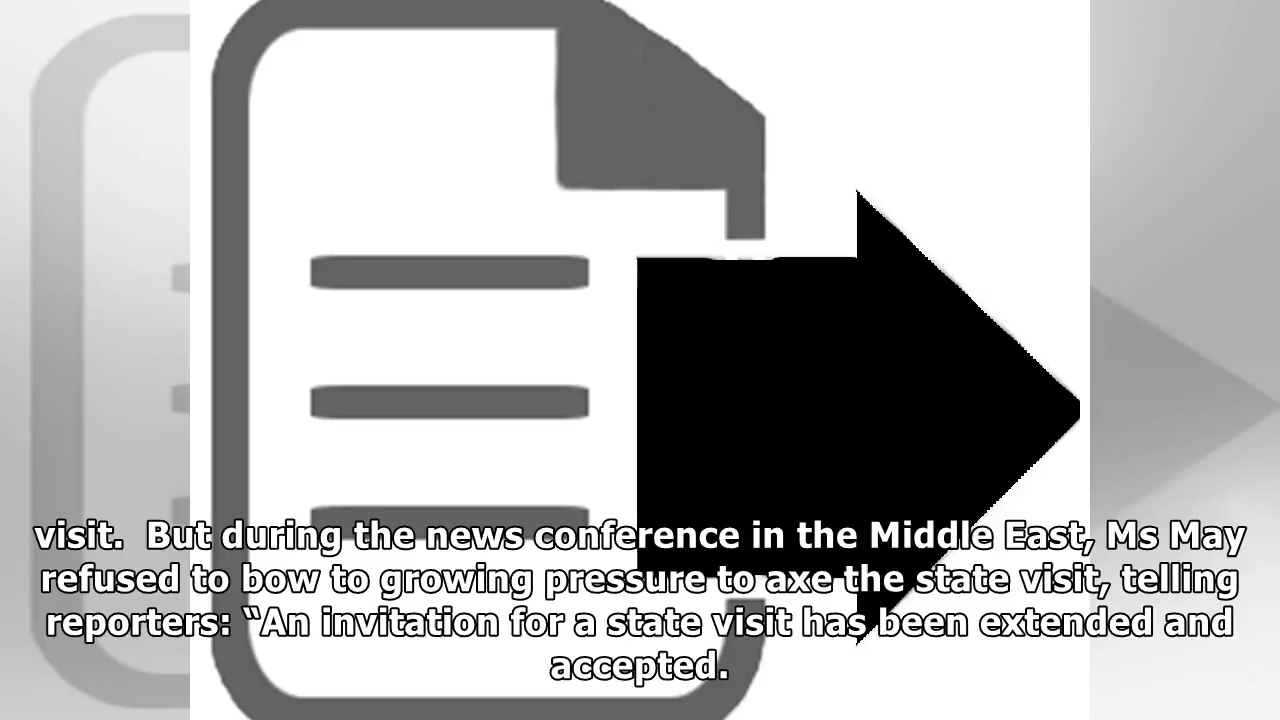 visit.  But during the news conference in the Middle East, Ms May
refused to bow to growing pressure to axe the state visit, telling
reporters: “An invitation for a state visit has been extended and
accepted.